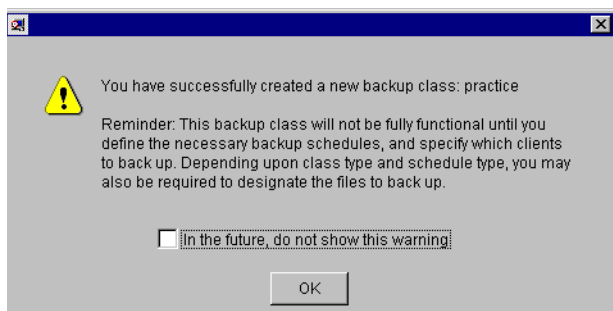 You have successfully created a new backup class: practice
Reminder: This backup class will not be fully functional until you
define the necessary backup schedules, and specify which clients
to back up. Depending upon class type and schedule type, you may
also be required to designate the files to back up.
In the future, do not show this warning
OK